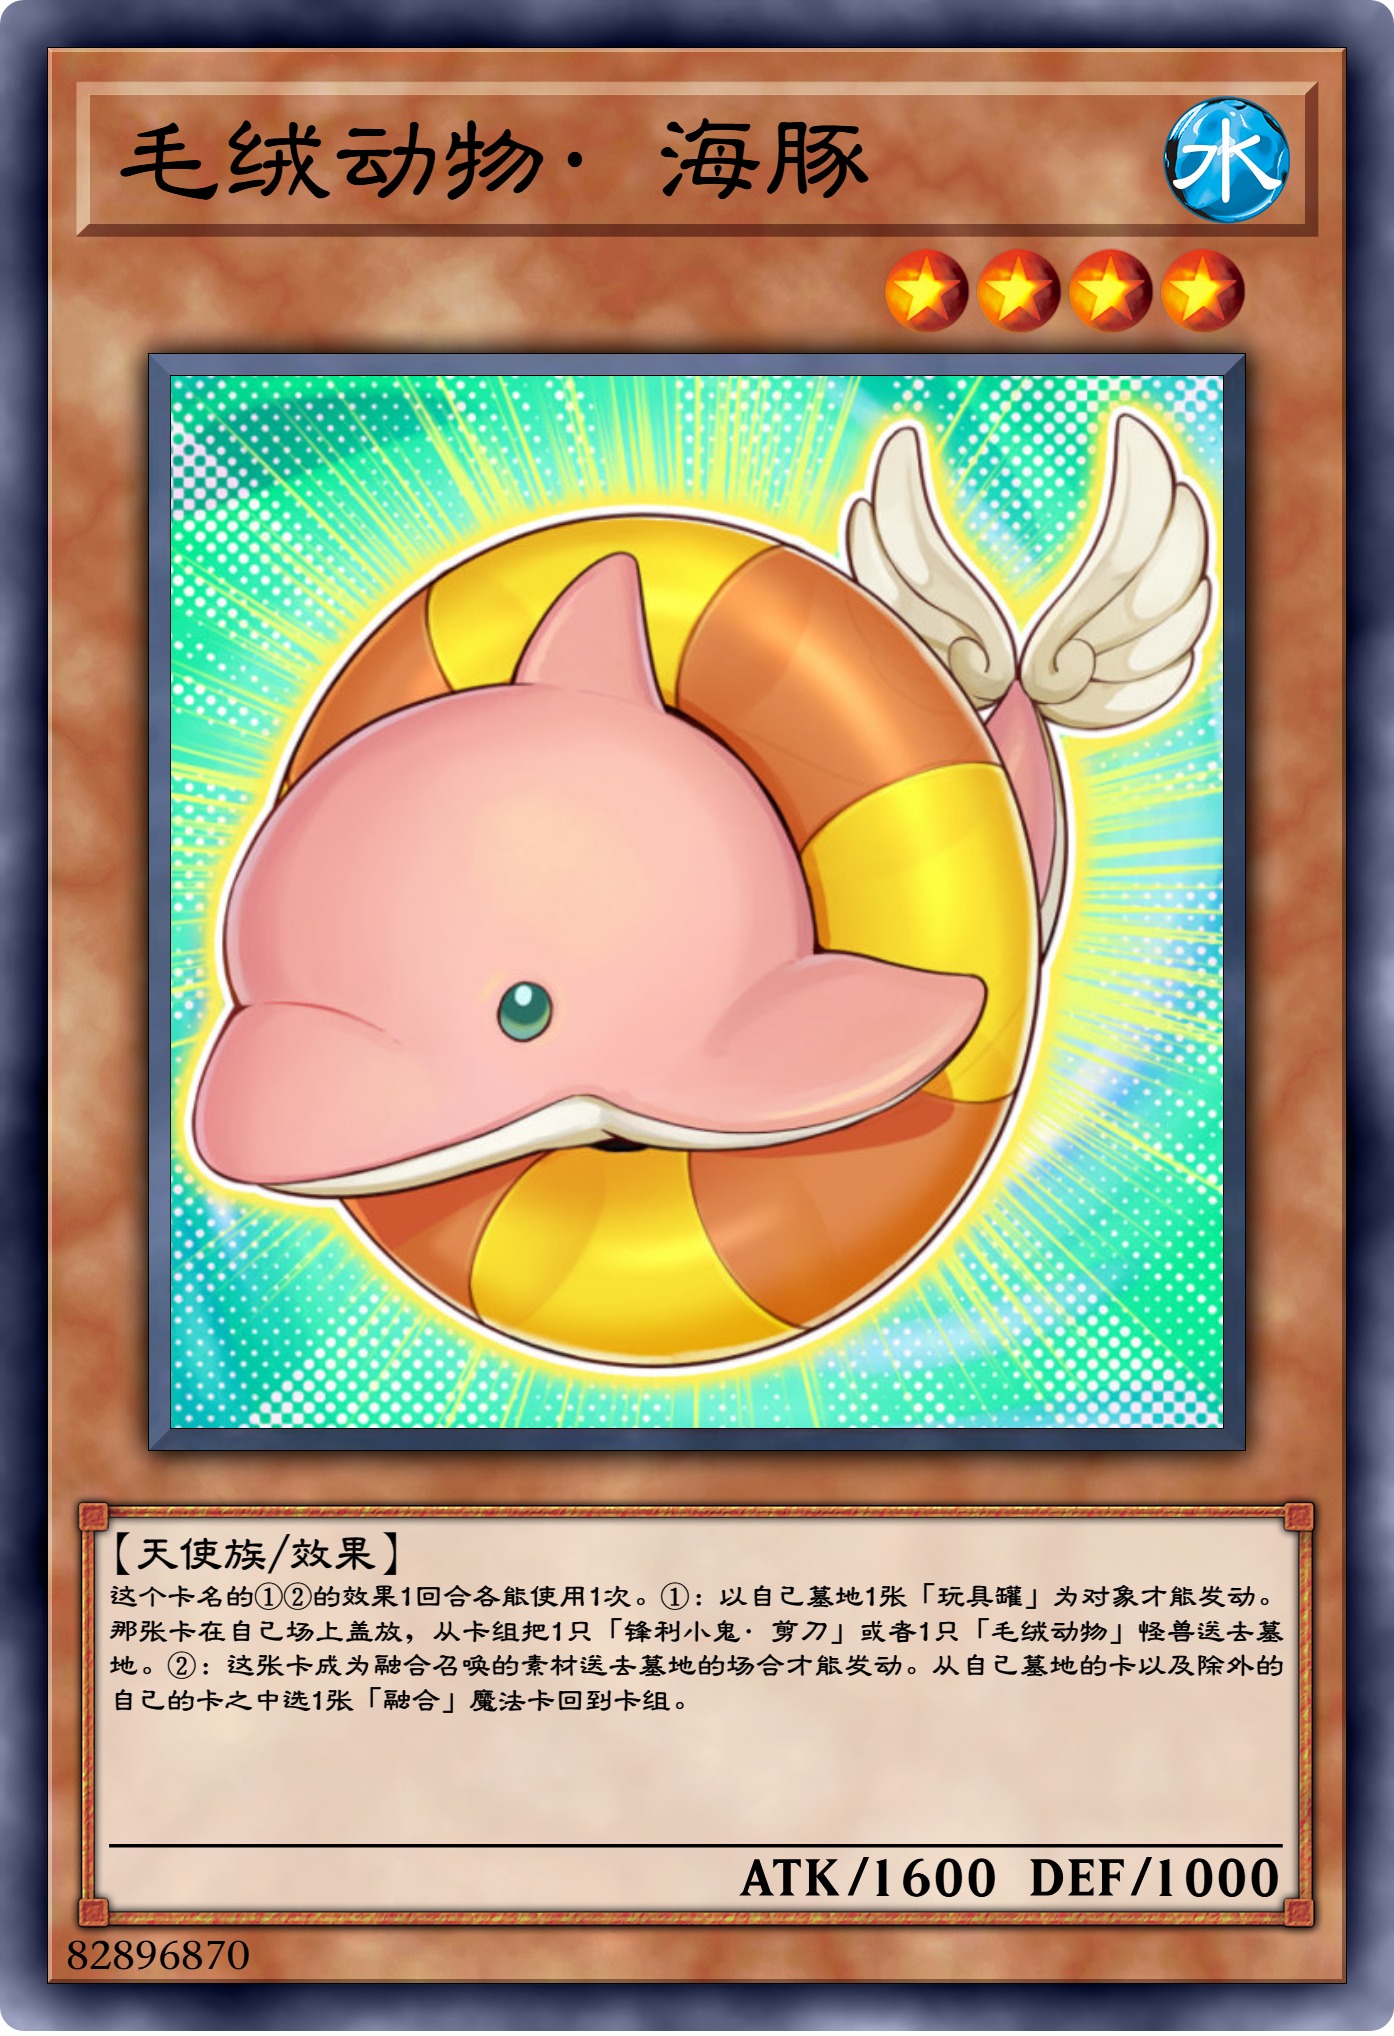 毛绒动物·海豚
水
【天使族/效果】
这个卡名的①②的效果1回合各能使用1次。①：以自己墓地1张「玩具罐」为对象才能发动。
那张卡在自己场上盖放，从卡组把1只「锋利小鬼·剪刀」或者1只「毛绒动物」怪兽送去墓
地。②：这张卡成为融合召唤的素材送去墓地的场合才能发动。从自己墓地的卡以及除外的
自己的卡之中选1张「融合」魔法卡回到卡组。
ATK/1600 DEF/1000
82896870